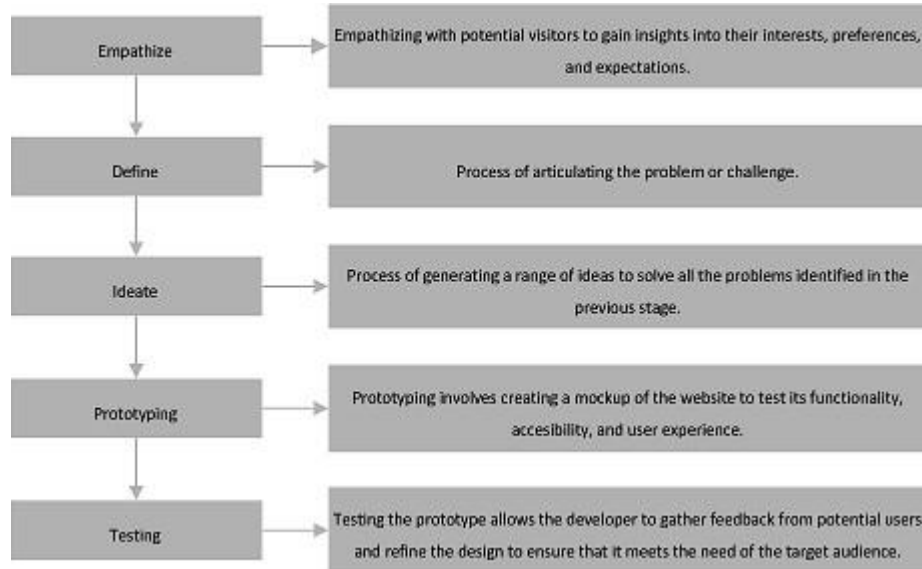 Empathize
Empathizing with potential visitors to gain insights into their interests, preferences,
and expectations.
Define
Process of articulating the problem or challenge.
Ideate
Process of generating a range of ideas to solve all the problems identified in the
previous stage.
Prototyping
Prototyping involves creating a mockup of the website to test its functionality,
accesibility, and user experience.
Testing
Testing the prototype allows the developer to gather feedback from potential users
and refine the design to ensure that it meets the need of the target audience.